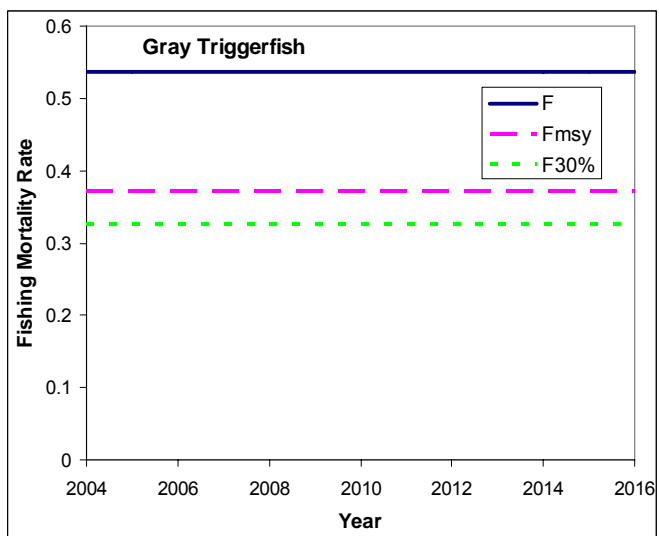 Gray Triggerfish
0.6
0.5
0.4
0.3
0.2
0.1
0
Fishing Mortality Rate
F
Fmsy
F30%
2004 2006 2008 2010 2012 2014 2016
Year